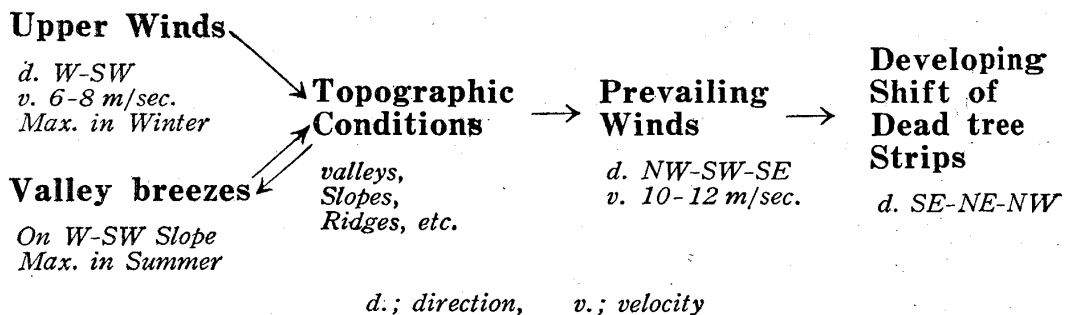 Upper Winds
d. W-SW
v. 6-8 m/sec.
Max. in Winter
Valley breezes
On W-SW Slope
Max. in Summer
Topographic
Conditions
valleys,
Slopes,
Ridges, etc.
Prevailing
Winds
d. NW-SW-SE
v. 10-12 m/sec.
Developing
Shift of
Dead tree
Strips
d. SE-NE-NW
d.; direction, v.; velocity